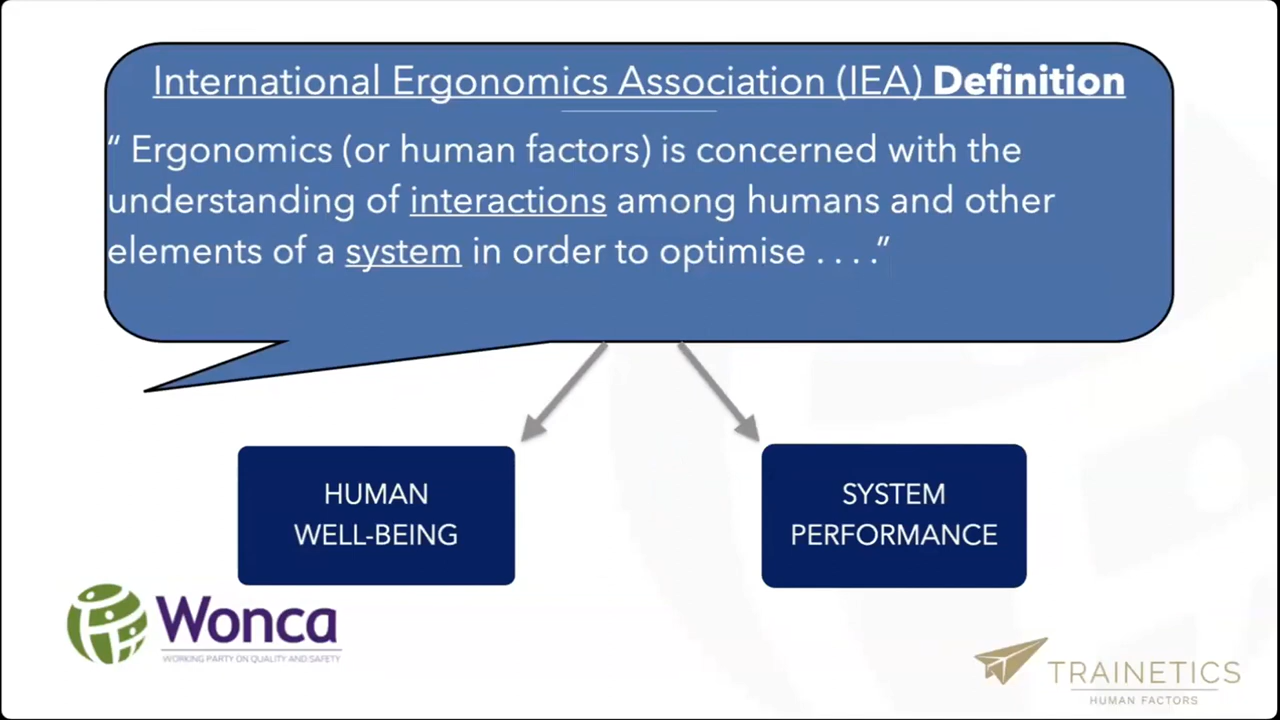 International Ergonomics Association (IEA) Definition
“ Ergonomics (or human factors) is concerned with the
understanding of interactions among humans and other
elements of a system in order to optimise . . . .”
HUMAN
WELL-BEING
SYSTEM
PERFORMANCE
Wonca
WORKING PARTY ON QUALITY AND SAFETY
TRAINETICS
HUMAN FACTORS